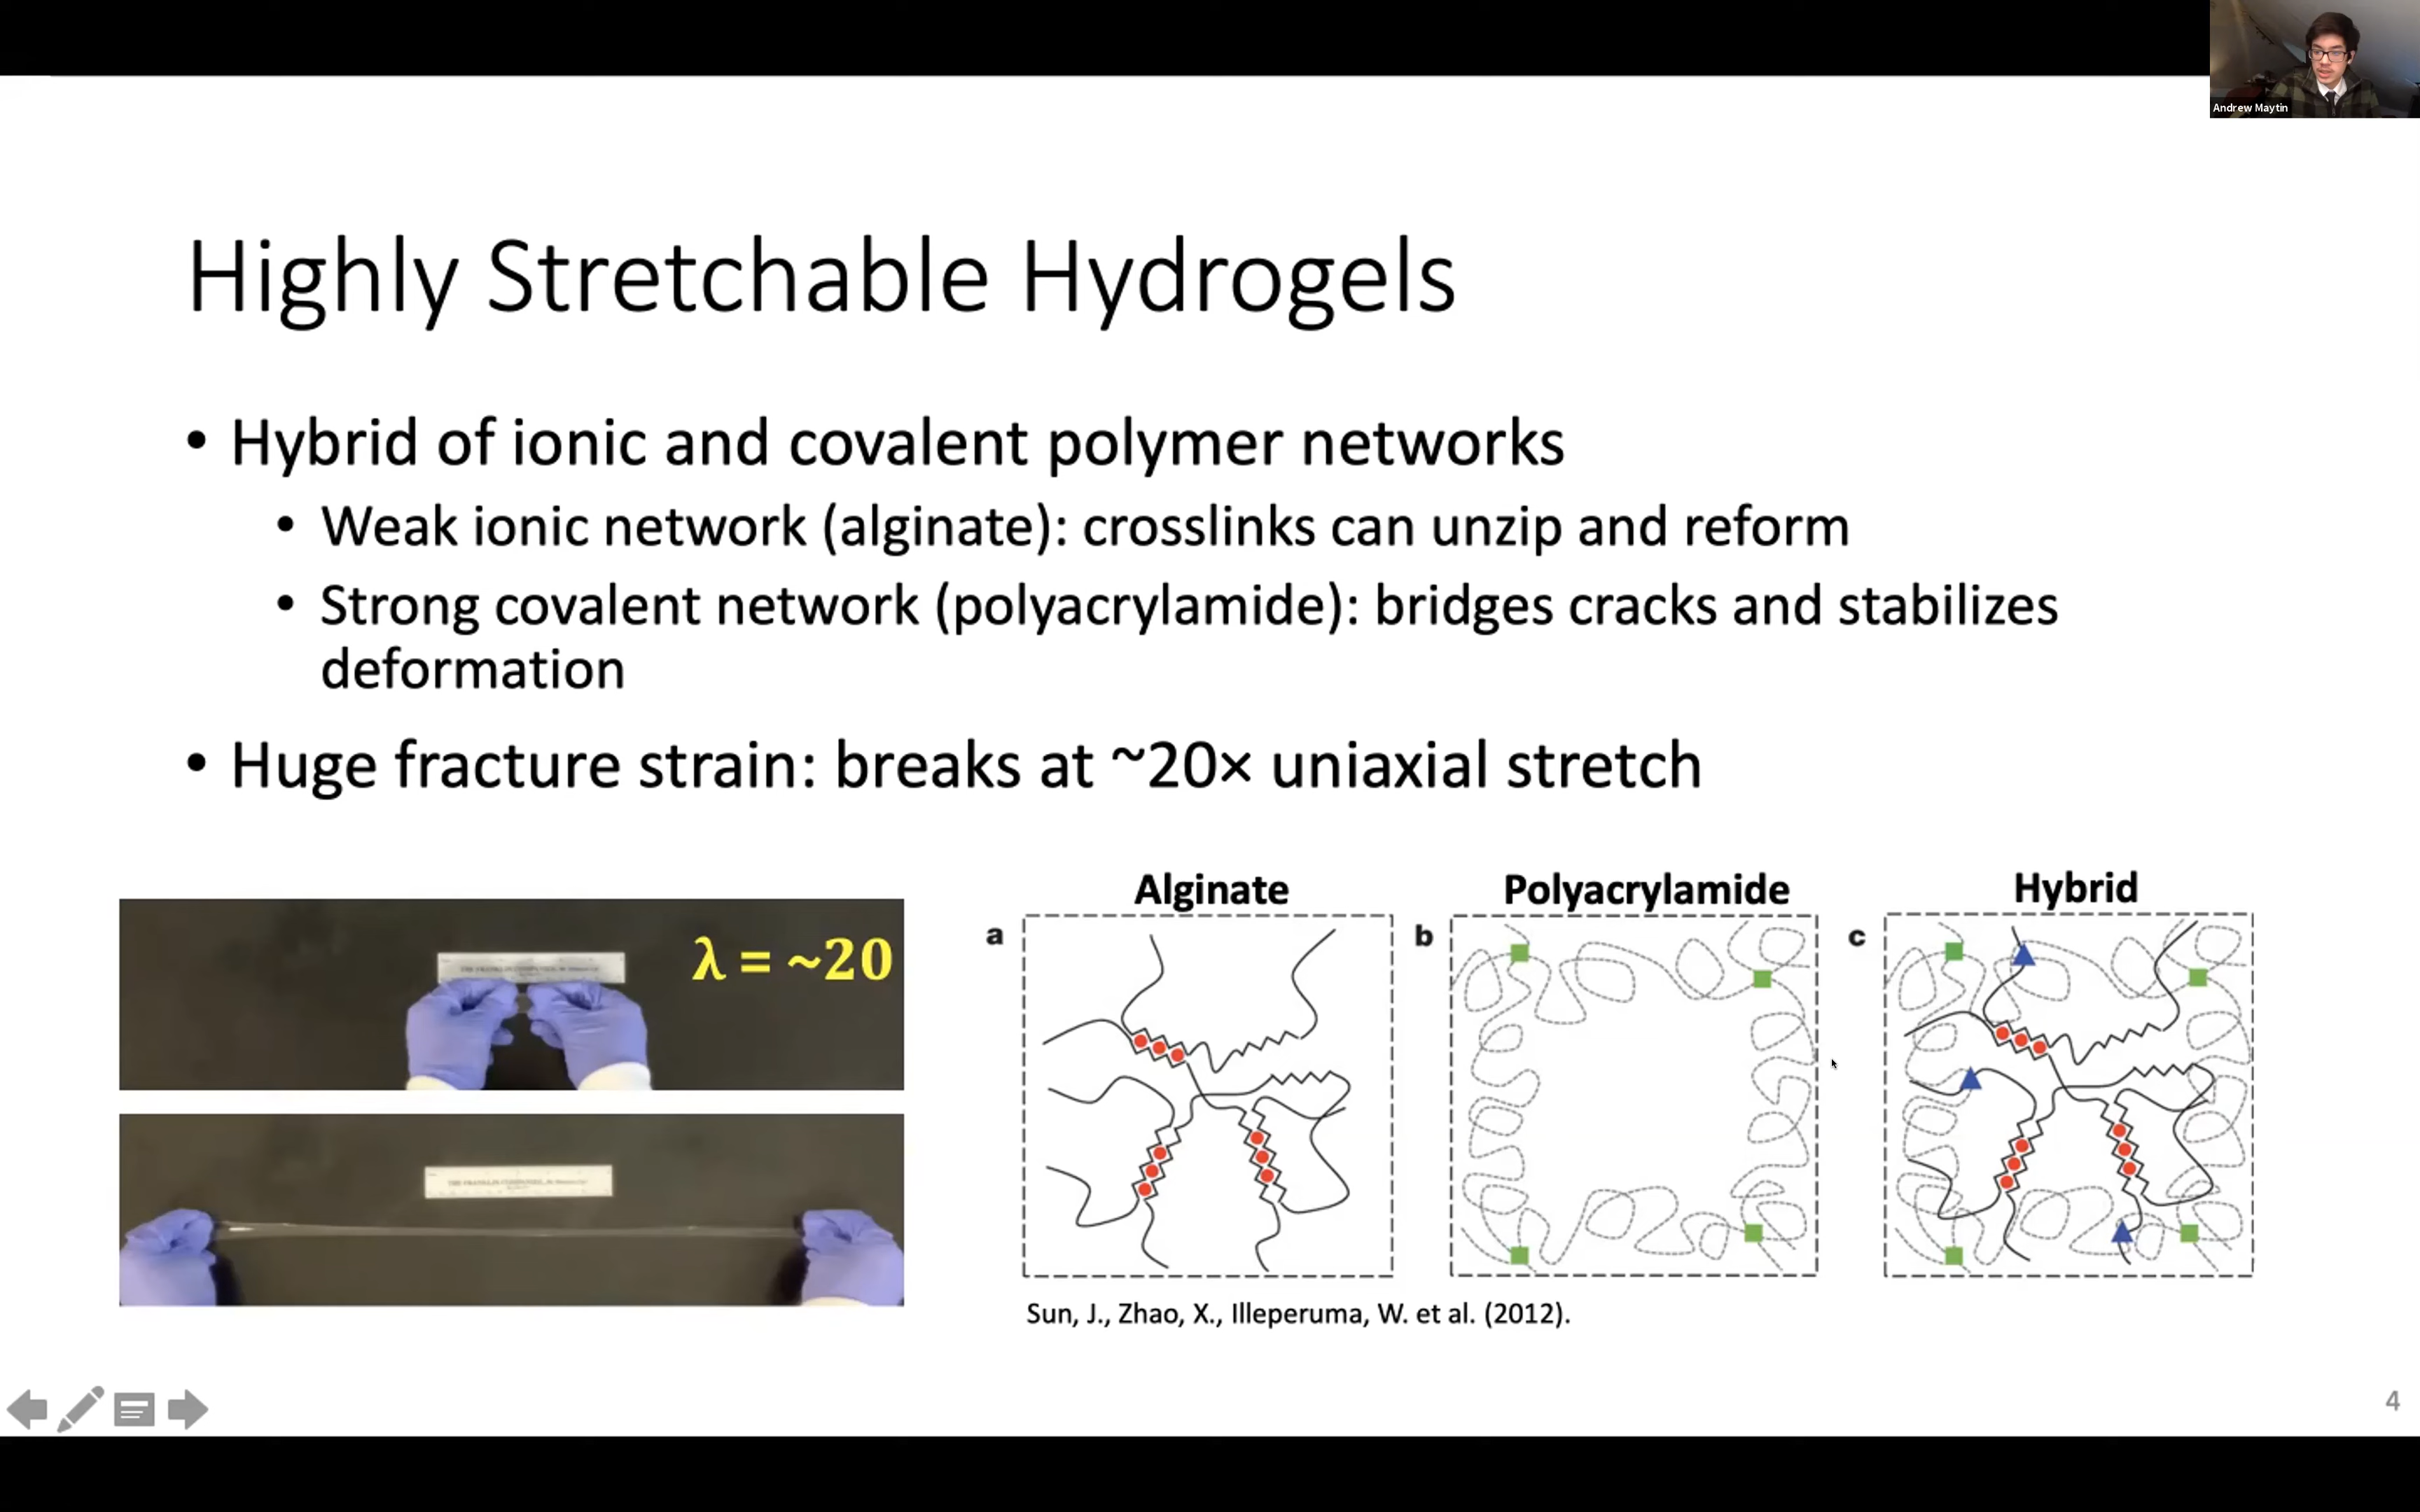 Andrew Maytin
Highly Stretchable Hydrogels
• Hybrid of ionic and covalent polymer networks
• Weak ionic network (alginate): crosslinks can unzip and reform
• Strong covalent network (polyacrylamide): bridges cracks and stabilizes
deformation
• Huge fracture strain: breaks at ~20× uniaxial stretch
λ = ~20
Alginate
Polyacrylamide
Hybrid
a
b
c
Sun, J., Zhao, X., Illeperuma, W. et al. (2012).
4